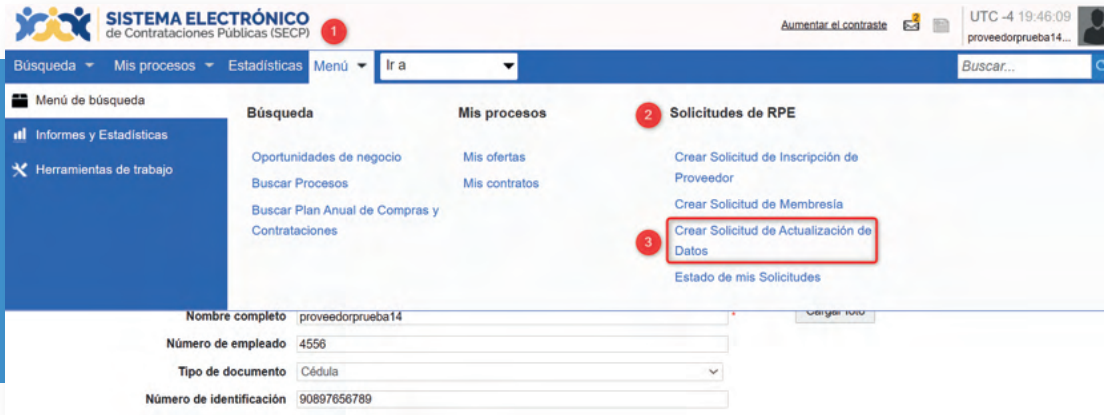 SISTEMA ELECTRÓNICO
de Contrataciones Públicas (SECP)
1
Aumentar el contraste
2
UTC -4 19:46:09
proveedorprueba14...
Búsqueda
Mis procesos
Estadísticas
Menú
Ir a
Buscar...
Menú de búsqueda
Informes y Estadísticas
Herramientas de trabajo
Búsqueda
Oportunidades de negocio
Buscar Procesos
Buscar Plan Anual de Compras y
Contrataciones
Mis procesos
Mis ofertas
Mis contratos
2
Solicitudes de RPE
Crear Solicitud de Inscripción de
Proveedor
Crear Solicitud de Membresía
3
Crear Solicitud de Actualización de
Datos
Estado de mis Solicitudes
Nombre completo proveedorprueba14
Cargar foto
Número de empleado 4556
Tipo de documento Cédula
Número de identificación 90897656789